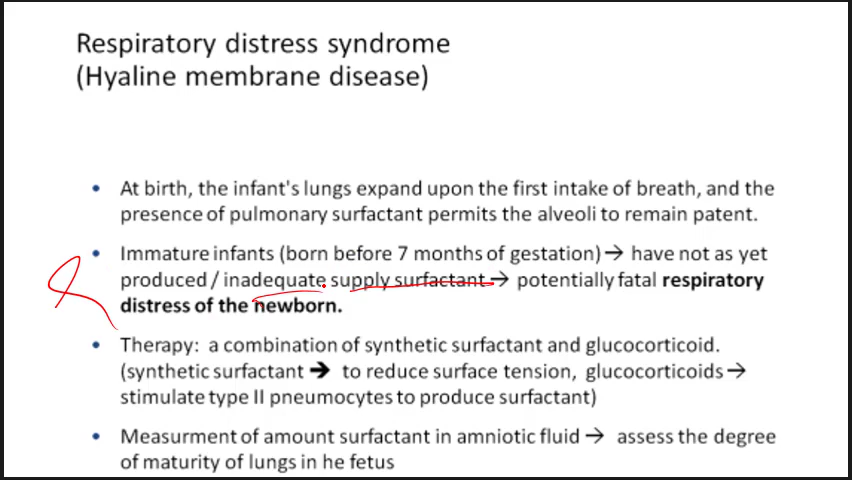 Respiratory distress syndrome
(Hyaline membrane disease)
• At birth, the infant's lungs expand upon the first intake of breath, and the
presence of pulmonary surfactant permits the alveoli to remain patent.
• Immature infants (born before 7 months of gestation)→ have not as yet
produced / inadequate supply surfactant→ potentially fatal respiratory
distress of the newborn.
• Therapy: a combination of synthetic surfactant and glucocorticoid.
(synthetic surfactant → to reduce surface tension, glucocorticoids→
stimulate type II pneumocytes to produce surfactant)
• Measurment of amount surfactant in amniotic fluid → assess the degree
of maturity of lungs in he fetus